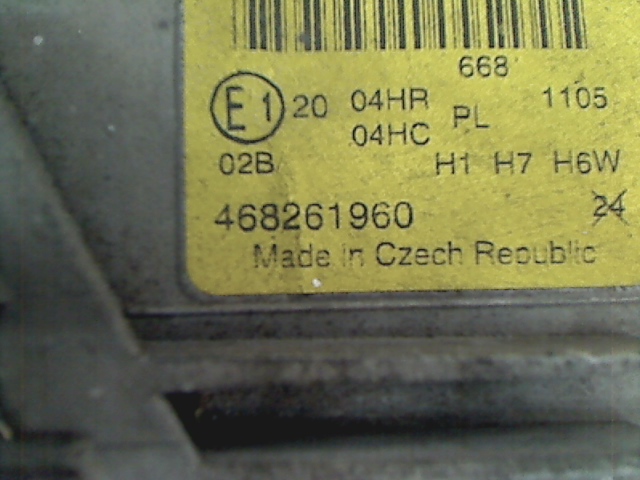 668
E1 20 04HR PL 1105
04HC
02B H1 H7 H6W
468261960 24
Made in Czech Republic